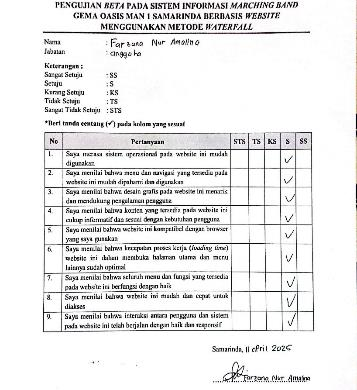 PENGUJIAN BETA PADA SISTEM INFORMASI MARCHING BAND
GEMA OASIS MAN 1 SAMARINDA BERBASIS WEBSITE
MENGGUNAKAN METODE WATERFALL
Nama : Farzana Nur Amalina
Jabatan : anggota
Keterangan :
Sangat Setuju : SS
Setuju : S
Kurang Setuju : KS
Tidak Setuju : TS
Sangat Tidak Setuju : STS
*Beri tanda centang (✓) pada kolom yang sesuai
No Pertanyaan STS TS KS S SS
1. Saya merasa sistem operasional pada website ini mudah
digunakan ✓
2. Saya menilai bahwa menu dan navigasi yang tersedia pada
website ini mudah dipahami dan digunakan ✓
3. Saya menilai bahwa desain grafis pada website ini menarik
dan mendukung pengalaman pengguna ✓
4. Saya menilai bahwa konten yang tersedia pada website ini
cukup informatif dan sesuai dengan kebutuhan pengguna ✓
5. Saya menilai bahwa website ini kompatibel dengan browser
yang saya gunakan ✓
6. Saya menilai bahwa kecepatan proses kerja (loading time)
website ini dalam membuka halaman utama dan menu
lainnya sudah optimal ✓
7. Saya menilai bahwa seluruh menu dan fungsi yang tersedia
pada website ini berfungsi dengan baik ✓
8. Saya menilai bahwa website ini mudah dan cepat untuk
diakses ✓
9. Saya menilai bahwa interaksi antara pengguna dan sistem
pada website ini telah berjalan dengan baik dan responsif ✓
Samarinda, 11 April 2025
Farzana Nur Amalina